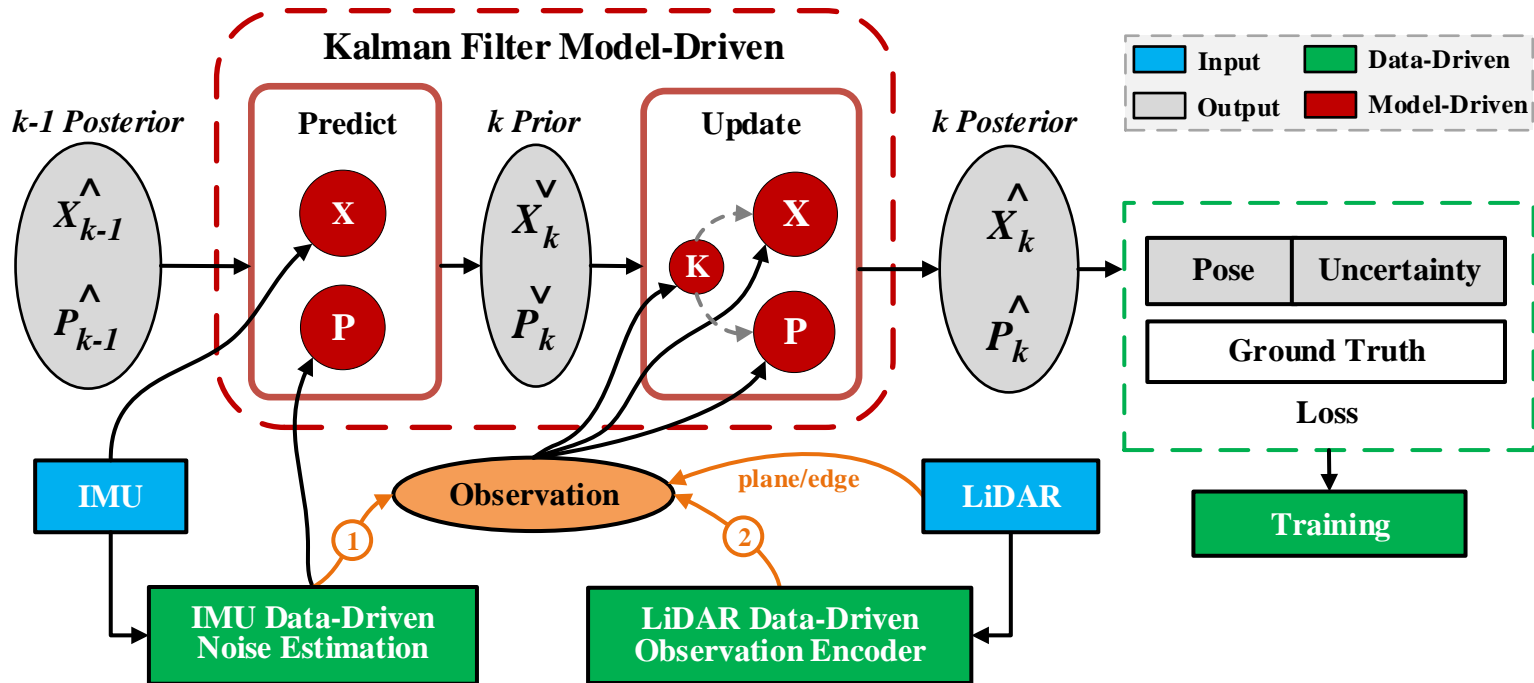 Kalman Filter Model-Driven
Input
Data-Driven
Output
Model-Driven
k-1 Posterior
Predict
k Prior
Update
k Posterior
X̂k-1
P̂k-1
X
P
X̌k
P̌k
K
X
P
X̂k
P̂k
Pose
Uncertainty
Ground Truth
Loss
IMU
Observation
plane/edge
LiDAR
Training
1
2
IMU Data-Driven
Noise Estimation
LiDAR Data-Driven
Observation Encoder